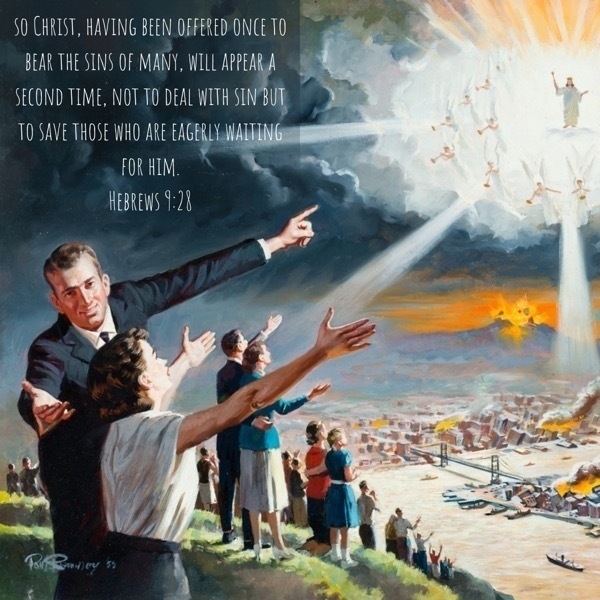 so Christ, having been offered once to
bear the sins of many, will appear a
second time, not to deal with sin but
to save those who are eagerly waiting
for him.
Hebrews 9:28